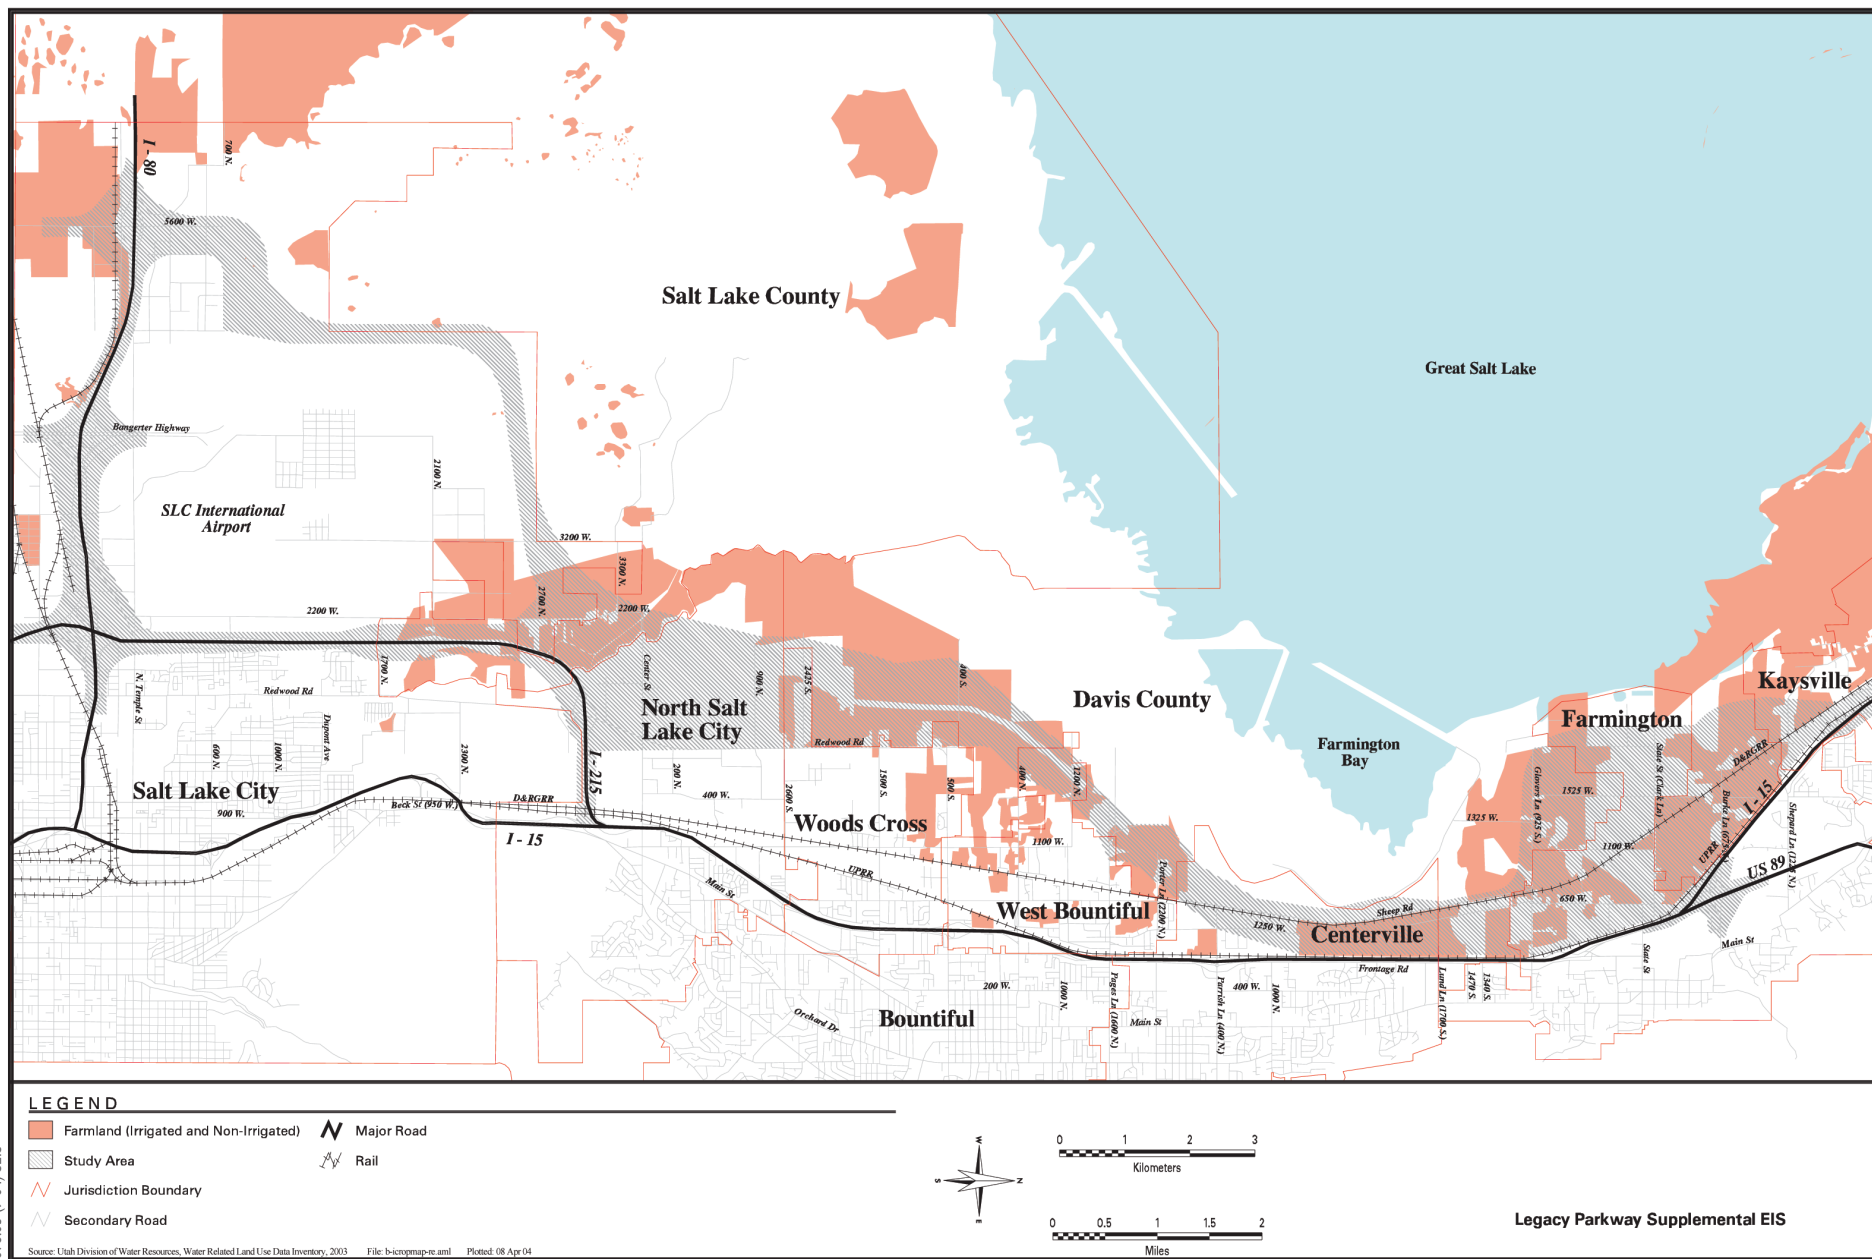 I - 80
700 N.
5600 W.
Salt Lake County
Great Salt Lake
Bangerter Highway
2100 N.
SLC International
Airport
3200 W.
3300 N.
2700 N.
2200 W.
2200 W.
1700 N.
Center St
900 N.
2425 S.
400 S.
N. Temple St
Redwood Rd
Dupont Ave
North Salt
Lake City
Redwood Rd
Davis County
Farmington
Bay
Farmington
Kaysville
State St (Clark Ln)
D&RGRR
600 N.
1000 N.
2300 N.
I - 215
200 N.
400 W.
2600 S.
1500 S.
500 S.
400 N.
1200 N.
Glovers Ln (925 S.)
1525 W.
1325 W.
I - 15
Shepard Ln (1225 N.)
Salt Lake City
900 W.
Beck St (950 W.)
D&RGRR
I - 15
Woods Cross
1100 W.
1100 W.
UPRR
US 89
UPRR
Main St
Porter Ln (2200 N.)
West Bountiful
650 W.
Sheep Rd
1250 W.
Centerville
Main St
State St
Frontage Rd
Lund Ln (1700 S.)
1470 S.
1340 S.
200 W.
1000 N.
Pages Ln (1600 N.)
Parrish Ln (400 N.)
400 W.
1000 N.
Orchard Dr
Bountiful
Main St
LEGEND
Farmland (Irrigated and Non-Irrigated)
Major Road
Study Area
Rail
Jurisdiction Boundary
Secondary Road
W
S
N
E
0 1 2 3
Kilometers
0 0.5 1 1.5 2
Miles
Legacy Parkway Supplemental EIS
Source: Utah Division of Water Resources, Water Related Land Use Data Inventory, 2003 File: b-icropmap-re.aml Plotted: 08 Apr 04